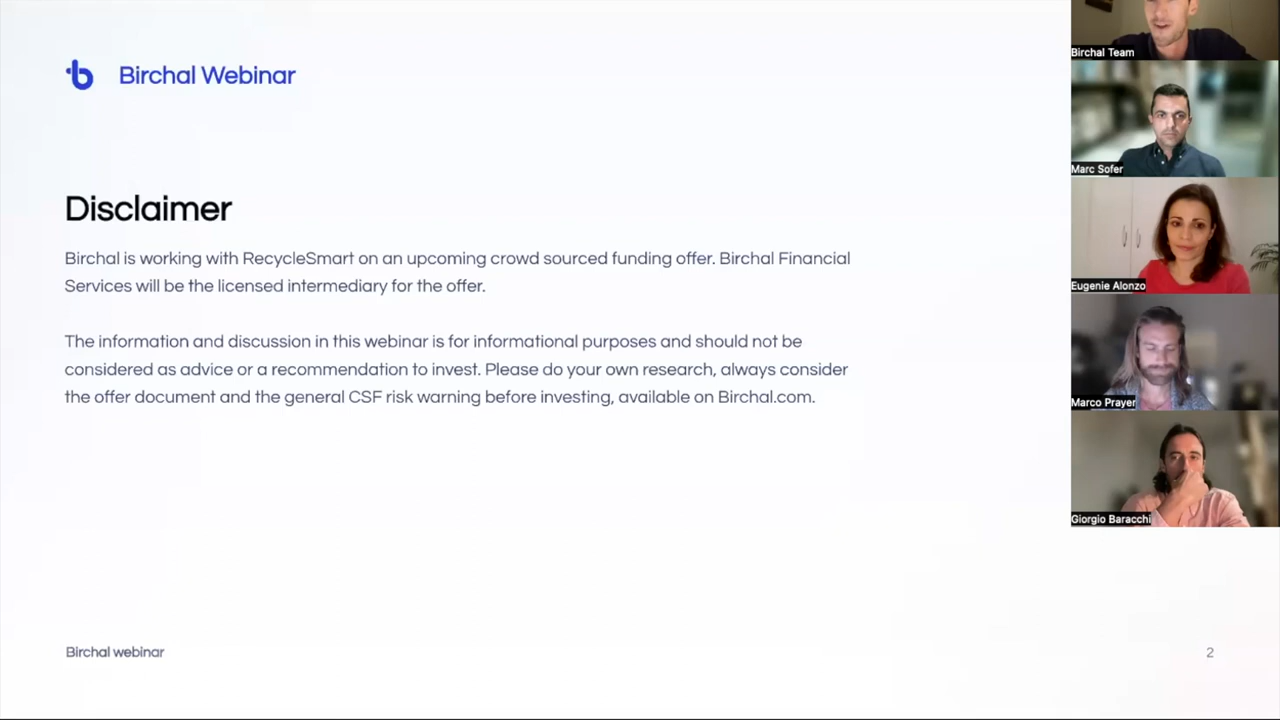 Birchal Webinar
Disclaimer
Birchal is working with RecycleSmart on an upcoming crowd sourced funding offer. Birchal Financial
Services will be the licensed intermediary for the offer.
The information and discussion in this webinar is for informational purposes and should not be
considered as advice or a recommendation to invest. Please do your own research, always consider
the offer document and the general CSF risk warning before investing, available on Birchal.com.
Birchal webinar
2
Birchal Team
Marc Sofer
Eugenie Alonzo
Marco Prayer
Giorgio Baracchi